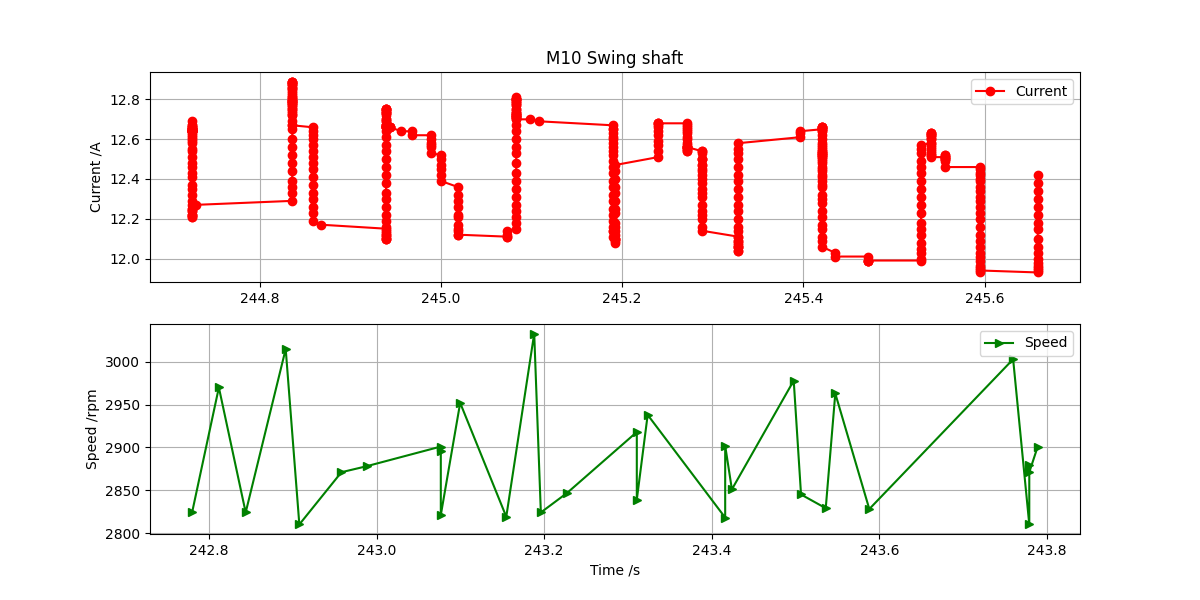 M10 Swing shaft
Current /A
12.8
12.6
12.4
12.2
12.0
Current
244.8 245.0 245.2 245.4 245.6
Speed /rpm
3000
2950
2900
2850
2800
Speed
242.8 243.0 243.2 243.4 243.6 243.8
Time /s